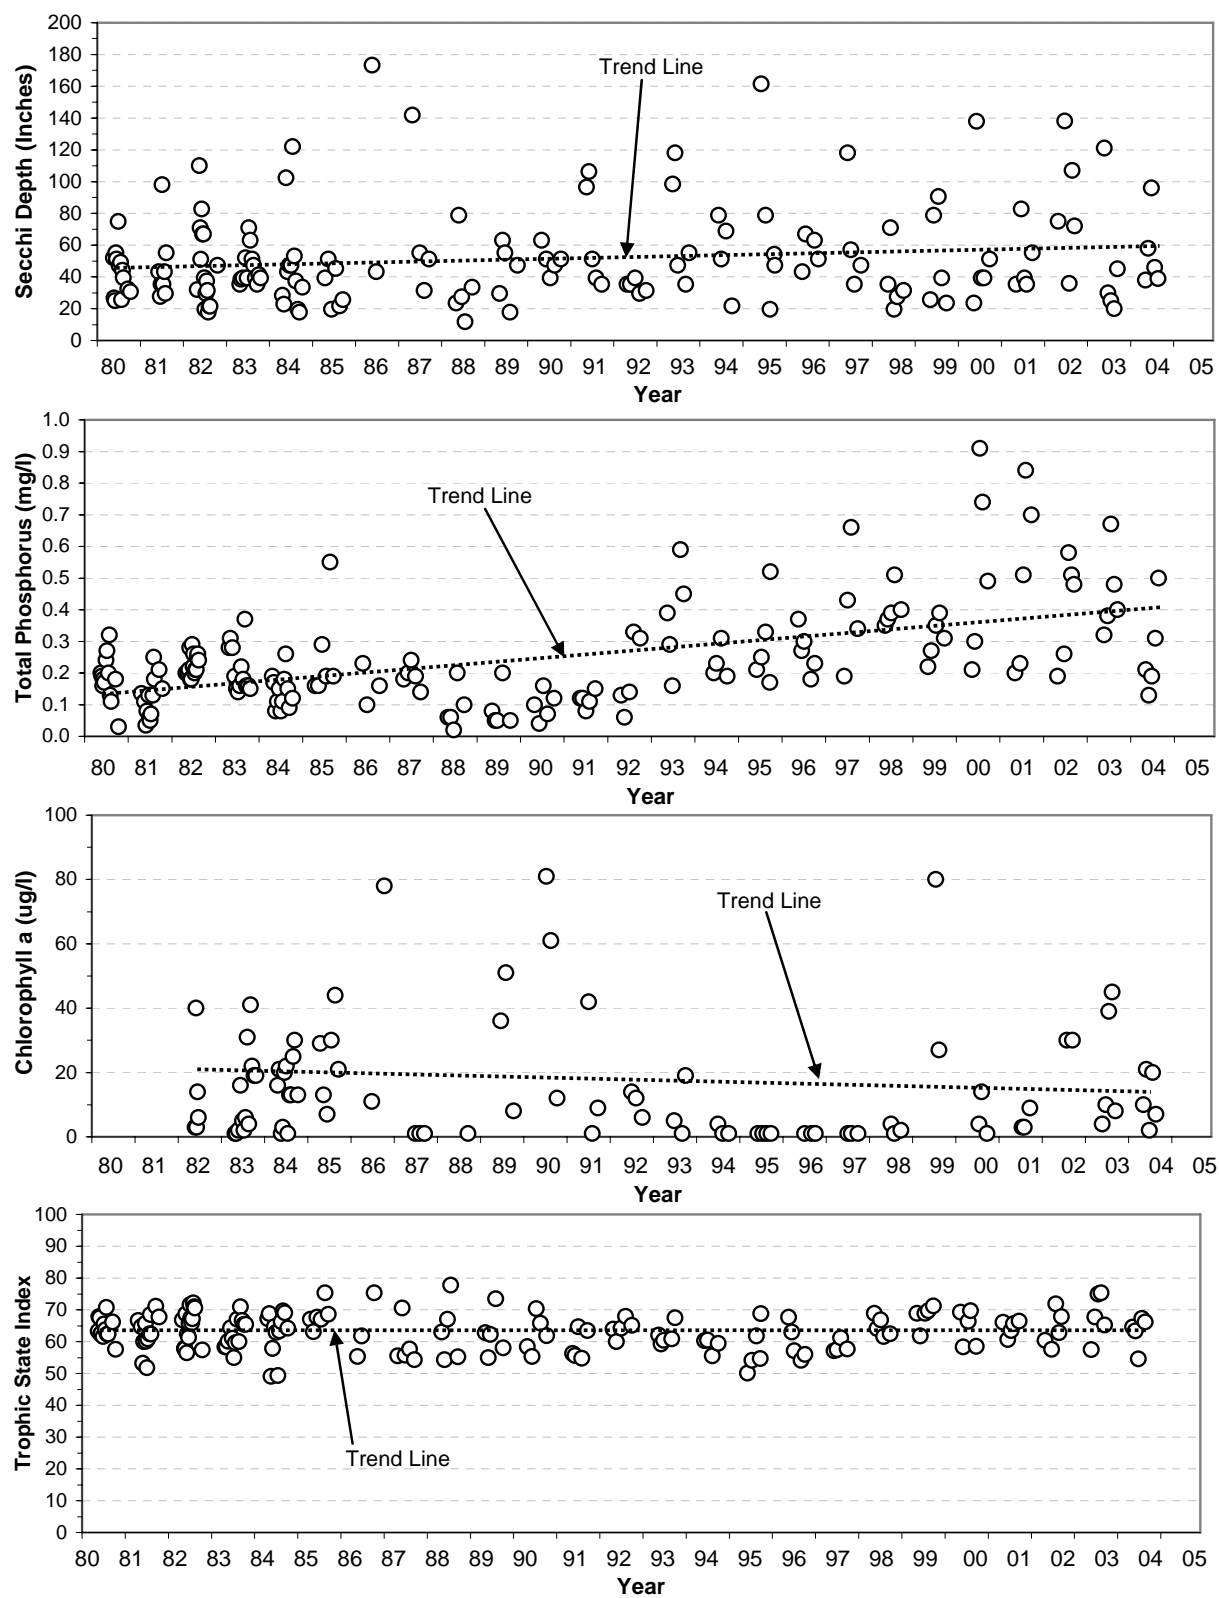 Secchi Depth (Inches)
200
180
160
140
120
100
80
60
40
20
0
Trend Line
80 81 82 83 84 85 86 87 88 89 90 91 92 93 94 95 96 97 98 99 00 01 02 03 04 05
Year
Total Phosphorus (mg/l)
1.0
0.9
0.8
0.7
0.6
0.5
0.4
0.3
0.2
0.1
0.0
Trend Line
80 81 82 83 84 85 86 87 88 89 90 91 92 93 94 95 96 97 98 99 00 01 02 03 04 05
Year
Chlorophyll a (ug/l)
100
80
60
40
20
0
Trend Line
80 81 82 83 84 85 86 87 88 89 90 91 92 93 94 95 96 97 98 99 00 01 02 03 04 05
Year
Trophic State Index
100
90
80
70
60
50
40
30
20
10
0
Trend Line
80 81 82 83 84 85 86 87 88 89 90 91 92 93 94 95 96 97 98 99 00 01 02 03 04 05
Year